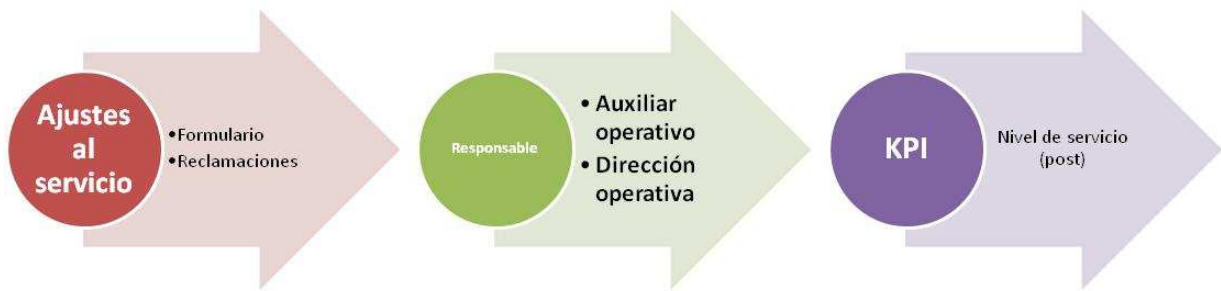 Ajustes
al
servicio
•Formulario
•Reclamaciones
Responsable
• Auxiliar
operativo
• Dirección
operativa
KPI
Nivel de servicio
(post)